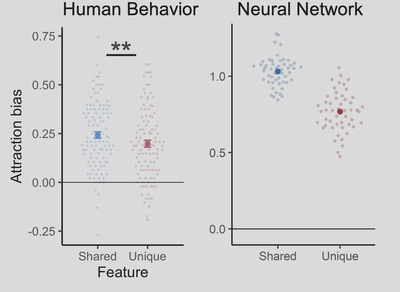 Human Behavior
Neural Network
Attraction bias
0.75
0.50
0.25
0.00
-0.25
**
Shared Unique
Feature
1.0
0.5
0.0
Shared Unique